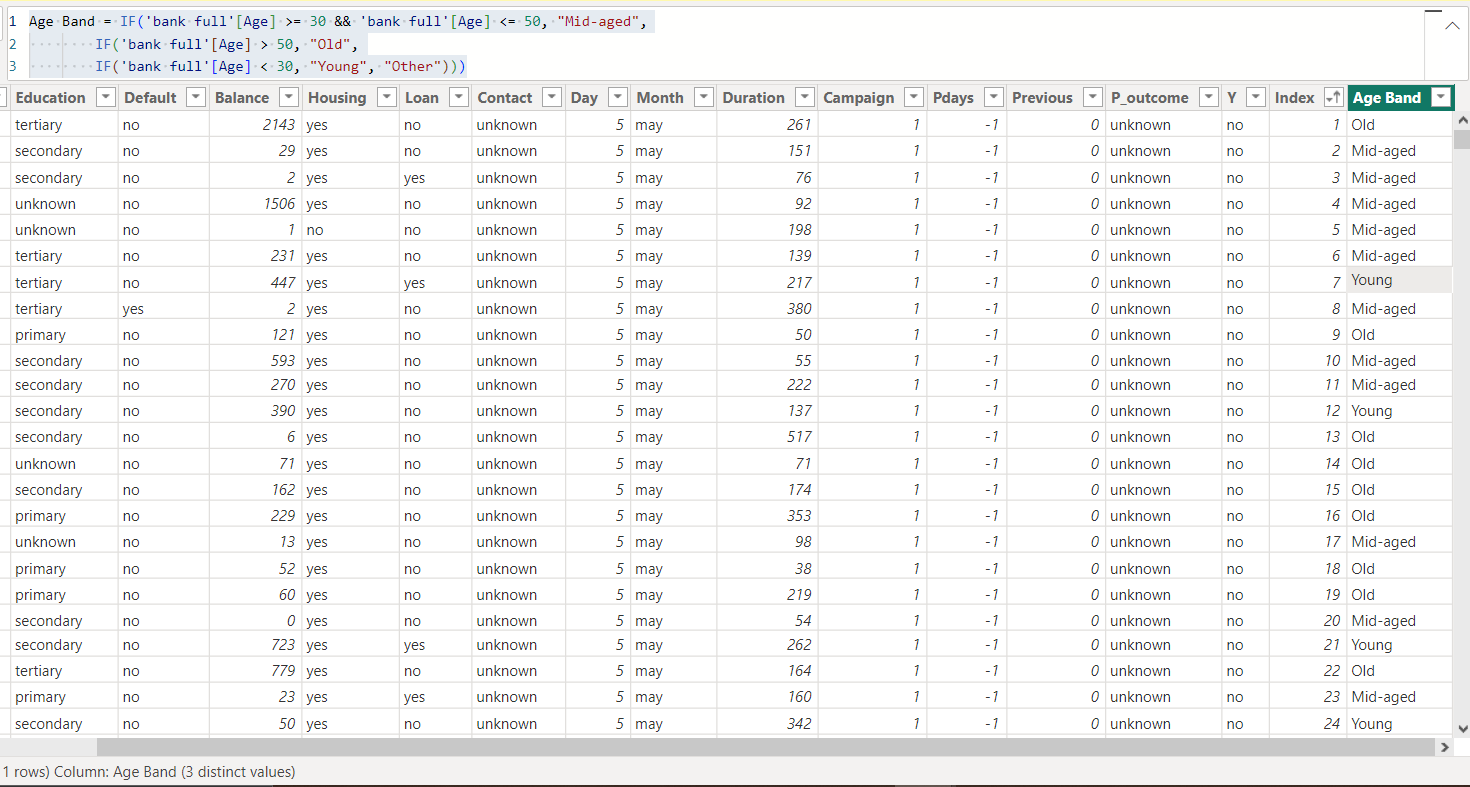 1 Age Band = IF('bank full'[Age] >= 30 && 'bank full'[Age] <= 50, "Mid-aged",
2 IF('bank full'[Age] > 50, "Old",
3 IF('bank full'[Age] < 30, "Young", "Other")))
Education Default Balance Housing Loan Contact Day Month Duration Campaign Pdays Previous P_outcome Y Index Age Band
tertiary no 2143 yes no unknown 5 may 261 1 -1 0 unknown no 1 Old
secondary no 29 yes no unknown 5 may 151 1 -1 0 unknown no 2 Mid-aged
secondary no 2 yes yes unknown 5 may 76 1 -1 0 unknown no 3 Mid-aged
unknown no 1506 yes no unknown 5 may 92 1 -1 0 unknown no 4 Mid-aged
unknown no 1 no no unknown 5 may 198 1 -1 0 unknown no 5 Mid-aged
tertiary no 231 yes no unknown 5 may 139 1 -1 0 unknown no 6 Mid-aged
tertiary no 447 yes yes unknown 5 may 217 1 -1 0 unknown no 7 Young
tertiary yes 2 yes no unknown 5 may 380 1 -1 0 unknown no 8 Mid-aged
primary no 121 yes no unknown 5 may 50 1 -1 0 unknown no 9 Old
secondary no 593 yes no unknown 5 may 55 1 -1 0 unknown no 10 Mid-aged
secondary no 270 yes no unknown 5 may 222 1 -1 0 unknown no 11 Mid-aged
secondary no 390 yes no unknown 5 may 137 1 -1 0 unknown no 12 Young
secondary no 6 yes no unknown 5 may 517 1 -1 0 unknown no 13 Old
unknown no 71 yes no unknown 5 may 71 1 -1 0 unknown no 14 Old
secondary no 162 yes no unknown 5 may 174 1 -1 0 unknown no 15 Old
primary no 229 yes no unknown 5 may 353 1 -1 0 unknown no 16 Old
unknown no 13 yes no unknown 5 may 98 1 -1 0 unknown no 17 Mid-aged
primary no 52 yes no unknown 5 may 38 1 -1 0 unknown no 18 Old
primary no 60 yes no unknown 5 may 219 1 -1 0 unknown no 19 Old
secondary no 0 yes no unknown 5 may 54 1 -1 0 unknown no 20 Mid-aged
secondary no 723 yes yes unknown 5 may 262 1 -1 0 unknown no 21 Young
tertiary no 779 yes no unknown 5 may 164 1 -1 0 unknown no 22 Old
primary no 23 yes yes unknown 5 may 160 1 -1 0 unknown no 23 Mid-aged
secondary no 50 yes no unknown 5 may 342 1 -1 0 unknown no 24 Young
1 rows) Column: Age Band (3 distinct values)